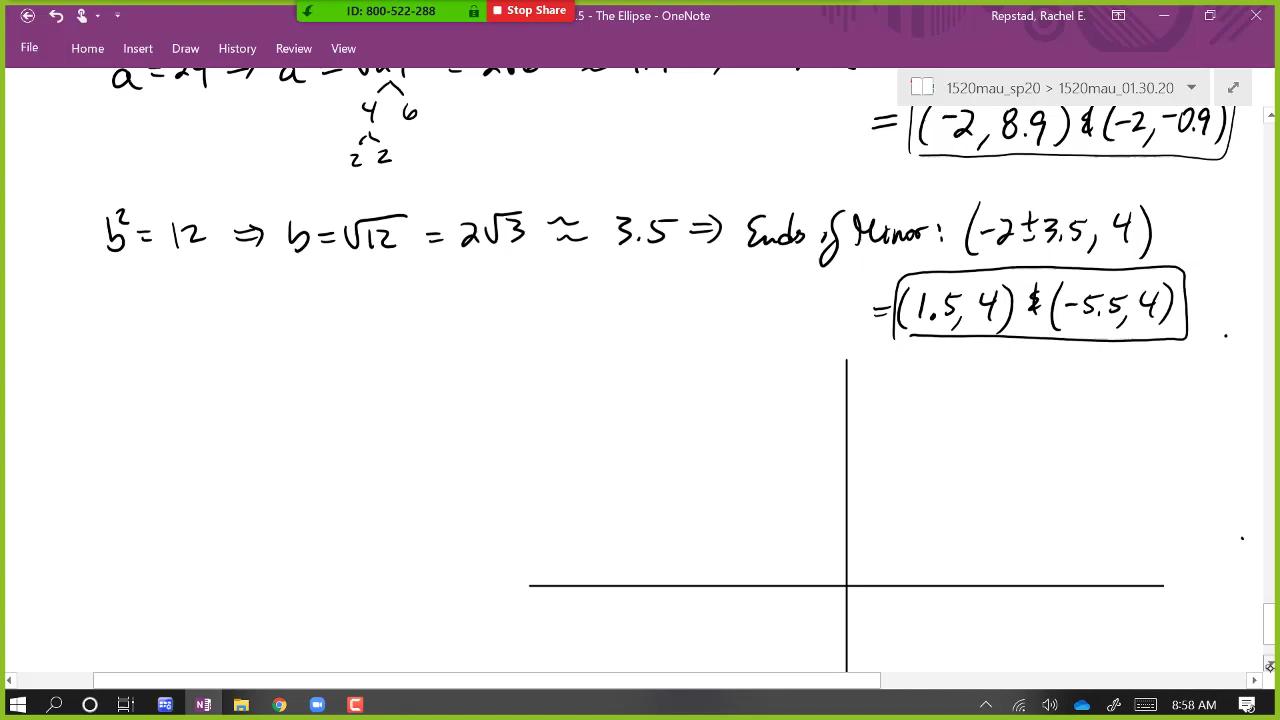 ID: 800-522-288 Stop Share
.5 - The Ellipse - OneNote
Repstad, Rachel E.
File Home Insert Draw History Review View
1520mau_sp20 > 1520mau_01.30.20
4 6
2 2
= (-2, 8.9) & (-2, -0.9)
b² = 12 ⇒ b = √12 = 2√3 ≈ 3.5 ⇒ Ends of Minor: (-2 ± 3.5, 4)
= (1.5, 4) & (-5.5, 4)
8:58 AM